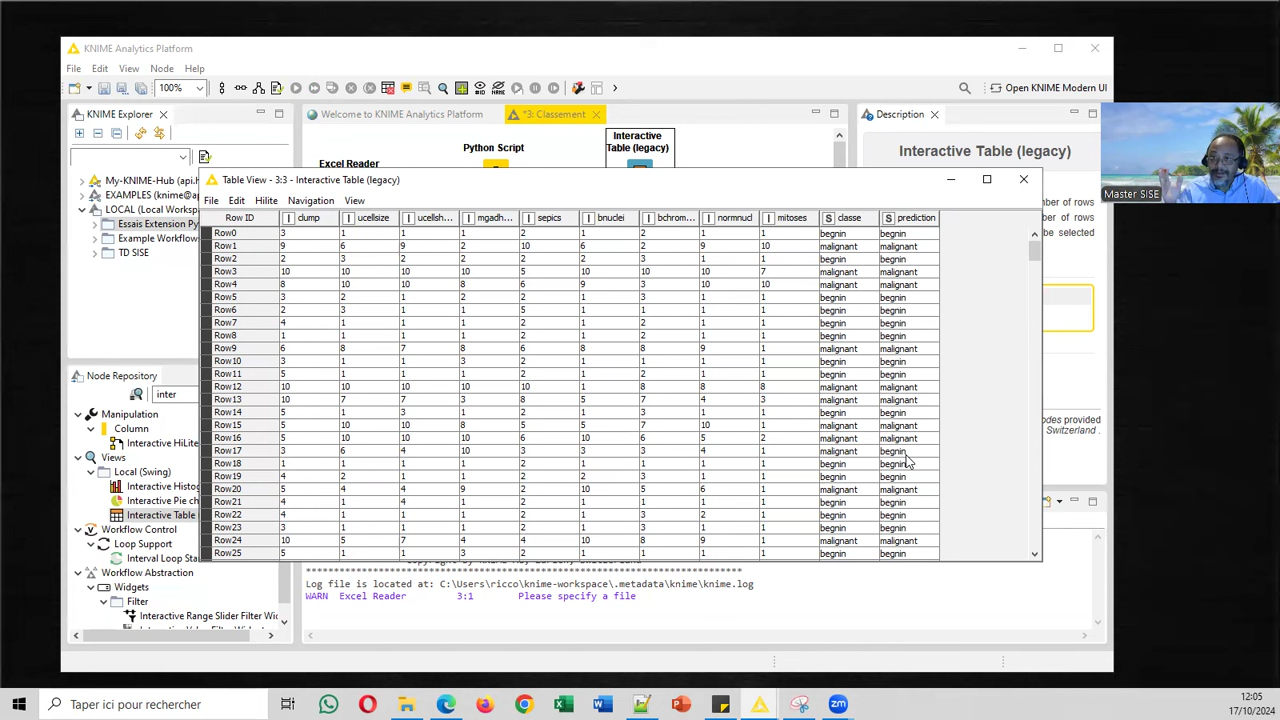 KNIME Analytics Platform
File Edit View Node Help
100% Open KNIME Modern UI
KNIME Explorer
Welcome to KNIME Analytics Platform
*3: Classement
Description
My-KNIME-Hub (api.h
EXAMPLES (knime@ap
LOCAL (Local Worksp
Essais Extension Py
Example Workflow
TD SISE
Excel Reader
Python Script
Interactive
Table (legacy)
Interactive Table (legacy)
Master SISE
Table View - 3:3 - Interactive Table (legacy)
File Edit Hilite Navigation View
Row ID I clump I ucellsize I ucellsh... I mgadh... I sepics I bnuclei I bchrom... I normnucl I mitoses S classe S prediction
Row0 3 1 1 1 2 1 2 1 1 begnin begnin
Row1 9 6 9 2 10 6 2 9 10 malignant malignant
Row2 2 3 2 2 2 2 3 1 1 begnin begnin
Row3 10 10 10 10 5 10 10 10 7 malignant malignant
Row4 8 10 10 8 6 9 3 10 10 malignant malignant
Row5 3 2 1 2 2 1 3 1 1 begnin begnin
Row6 2 3 1 1 5 1 1 1 1 begnin begnin
Row7 4 1 1 1 2 1 2 1 1 begnin begnin
Row8 1 1 1 1 2 1 2 1 1 begnin begnin
Row9 6 8 7 8 6 8 8 9 1 malignant malignant
Row10 3 1 1 3 2 1 1 1 1 begnin begnin
Row11 5 1 1 1 2 1 2 1 1 begnin begnin
Row12 10 10 10 10 10 1 8 8 8 malignant malignant
Row13 10 7 7 3 8 5 7 4 3 malignant malignant
Row14 5 1 3 1 2 1 3 1 1 begnin begnin
Row15 5 10 10 8 5 5 7 10 1 malignant malignant
Row16 5 10 10 10 6 10 6 5 2 malignant malignant
Row17 3 6 4 10 3 3 3 4 1 malignant begnin
Row18 1 1 1 1 2 1 1 1 1 begnin begnin
Row19 4 2 1 1 2 2 3 1 1 begnin begnin
Row20 5 4 4 9 2 10 5 6 1 malignant malignant
Row21 4 1 4 1 2 1 1 1 1 begnin begnin
Row22 4 1 1 1 2 1 3 2 1 begnin begnin
Row23 3 1 1 1 2 1 3 1 1 begnin begnin
Row24 10 5 7 4 4 10 8 9 1 malignant malignant
Row25 5 1 1 3 2 1 1 1 1 begnin begnin
mber of rows
of rows
be selected
odes provided
Switzerland .
Node Repository
inter
Manipulation
Column
Interactive HiLite
Views
Local (Swing)
Interactive Histog
Interactive Pie ch
Interactive Table
Workflow Control
Loop Support
Interval Loop Sta
Workflow Abstraction
Widgets
Filter
Interactive Range Slider Filter Wid
Log file is located at: C:\Users\ricco\knime-workspace\.metadata\knime\knime.log
WARN Excel Reader 3:1 Please specify a file
Taper ici pour rechercher
12:05
17/10/2024